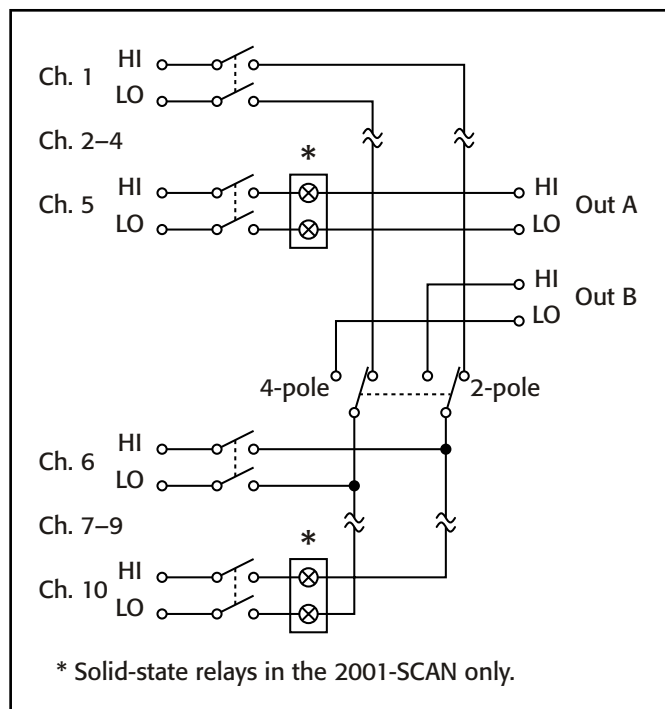 Ch. 1
HI
LO
Ch. 2–4
*
Ch. 5
HI
LO
HI
LO
Out A
HI
LO
Out B
4-pole
2-pole
Ch. 6
HI
LO
Ch. 7–9
*
Ch. 10
HI
LO
* Solid-state relays in the 2001-SCAN only.